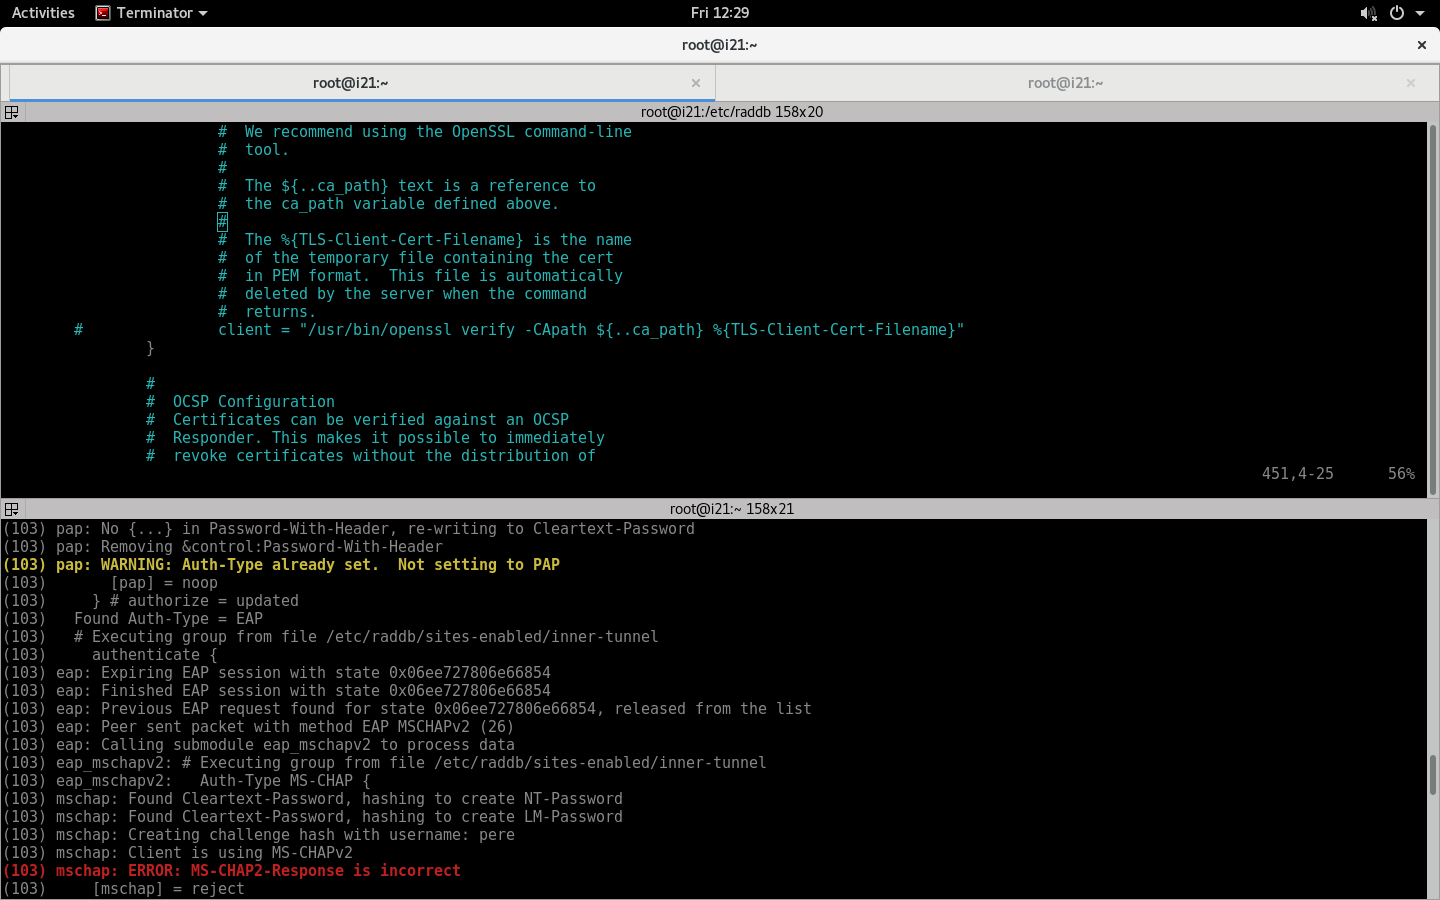 Activities Terminator Fri 12:29
root@i21:~
root@i21:~ root@i21:~
root@i21:/etc/raddb 158x20
# We recommend using the OpenSSL command-line
# tool.
#
# The ${..ca_path} text is a reference to
# the ca_path variable defined above.
#
# The %{TLS-Client-Cert-Filename} is the name
# of the temporary file containing the cert
# in PEM format.  This file is automatically
# deleted by the server when the command
# returns.
# client = "/usr/bin/openssl verify -CApath ${..ca_path} %{TLS-Client-Cert-Filename}"
}
#
# OCSP Configuration
# Certificates can be verified against an OCSP
# Responder. This makes it possible to immediately
# revoke certificates without the distribution of
451,4-25 56%
root@i21:~ 158x21
(103) pap: No {...} in Password-With-Header, re-writing to Cleartext-Password
(103) pap: Removing &control:Password-With-Header
(103) pap: WARNING: Auth-Type already set.  Not setting to PAP
(103) [pap] = noop
(103) } # authorize = updated
(103) Found Auth-Type = EAP
(103) # Executing group from file /etc/raddb/sites-enabled/inner-tunnel
(103) authenticate {
(103) eap: Expiring EAP session with state 0x06ee727806e66854
(103) eap: Finished EAP session with state 0x06ee727806e66854
(103) eap: Previous EAP request found for state 0x06ee727806e66854, released from the list
(103) eap: Peer sent packet with method EAP MSCHAPv2 (26)
(103) eap: Calling submodule eap_mschapv2 to process data
(103) eap_mschapv2: # Executing group from file /etc/raddb/sites-enabled/inner-tunnel
(103) eap_mschapv2: Auth-Type MS-CHAP {
(103) mschap: Found Cleartext-Password, hashing to create NT-Password
(103) mschap: Found Cleartext-Password, hashing to create LM-Password
(103) mschap: Creating challenge hash with username: pere
(103) mschap: Client is using MS-CHAPv2
(103) mschap: ERROR: MS-CHAP2-Response is incorrect
(103) [mschap] = reject